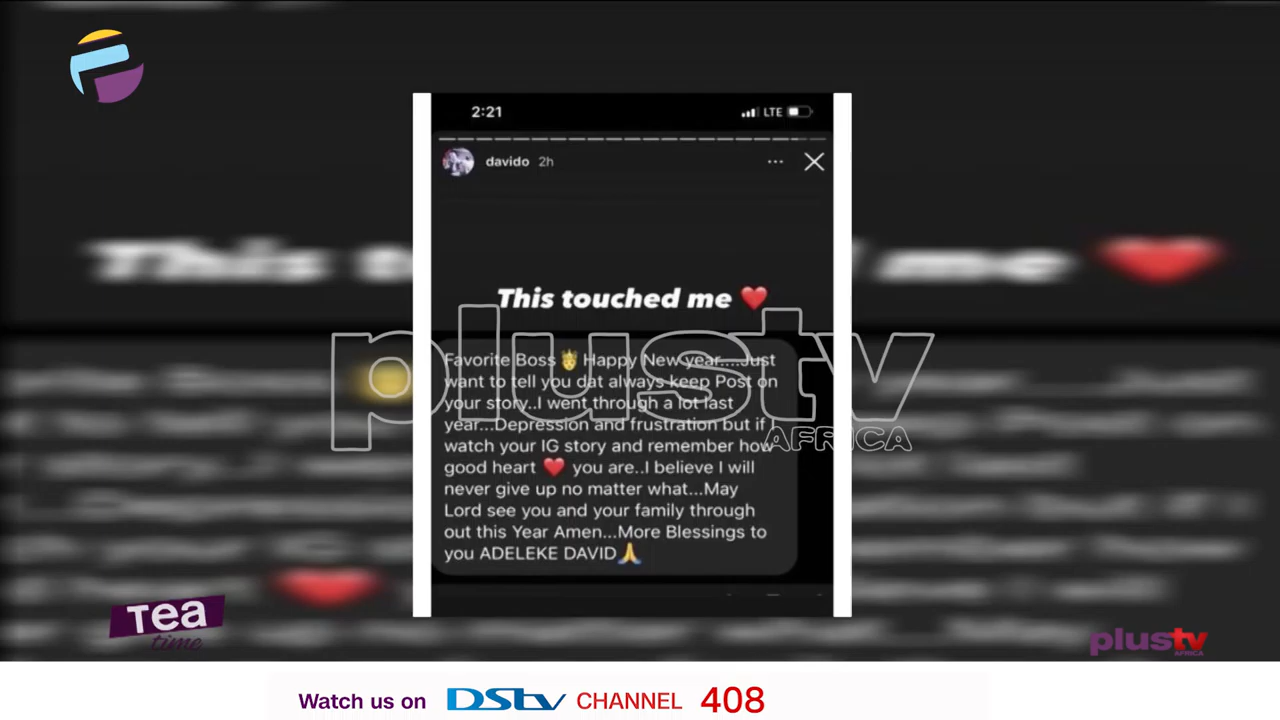 2:21
LTE
davido 2h
This touched me ❤️
Favorite Boss 🤴 Happy New year....Just
want to tell you dat always keep Post on
your story..I went through a lot last
year...Depression and frustration but if I
watch your IG story and remember how
good heart ❤️ you are..I believe I will
never give up no matter what...May
Lord see you and your family through
out this Year Amen...More Blessings to
you ADELEKE DAVID🙏
plustv
AFRICA
Tea
time
plustv
AFRICA
Watch us on DStv CHANNEL 408